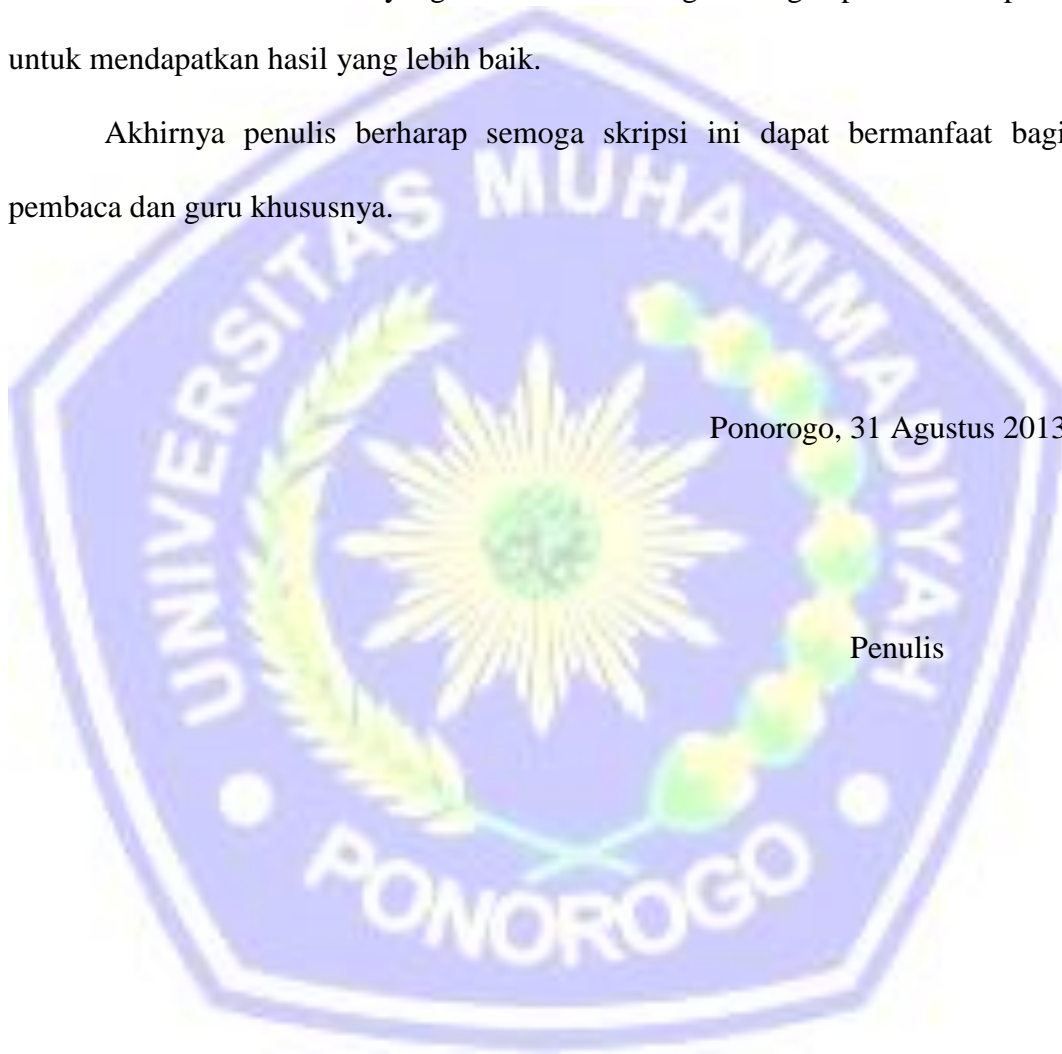 untuk mendapatkan hasil yang lebih baik.
Akhirnya penulis berharap semoga skripsi ini dapat bermanfaat bagi
pembaca dan guru khususnya.
Ponorogo, 31 Agustus 2013
Penulis
UNIVERSITAS MUHAMMADIYAH
PONOROGO